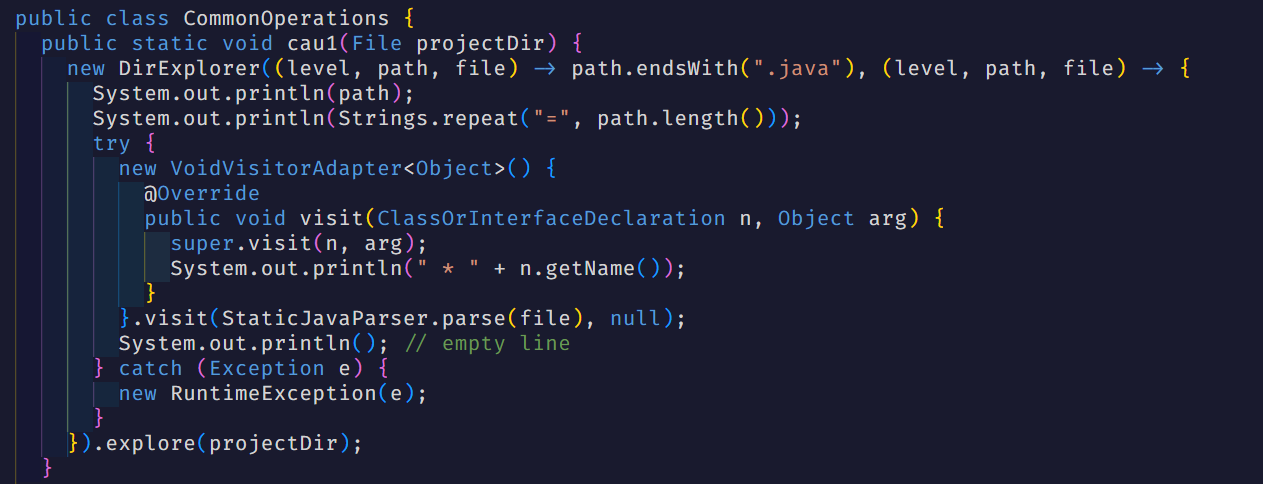 public class CommonOperations {
  public static void cau1(File projectDir) {
    new DirExplorer((level, path, file) -> path.endsWith(".java"), (level, path, file) -> {
      System.out.println(path);
      System.out.println(Strings.repeat("=", path.length()));
      try {
        new VoidVisitorAdapter<Object>() {
          @Override
          public void visit(ClassOrInterfaceDeclaration n, Object arg) {
            super.visit(n, arg);
            System.out.println(" * " + n.getName());
          }
        }.visit(StaticJavaParser.parse(file), null);
        System.out.println(); // empty line
      } catch (Exception e) {
        new RuntimeException(e);
      }
    }).explore(projectDir);
  }